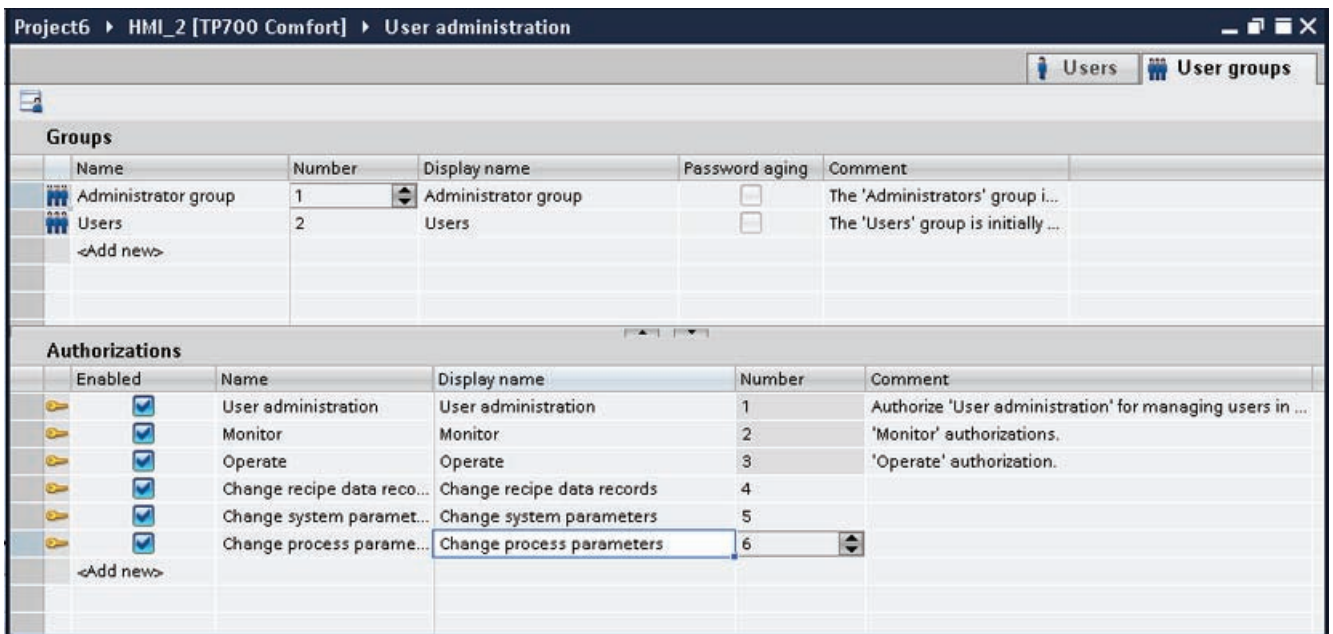 Project6 ▸ HMI_2 [TP700 Comfort] ▸ User administration
Users User groups
Groups
Name Number Display name Password aging Comment
Administrator group 1 Administrator group The 'Administrators' group i...
Users 2 Users The 'Users' group is initially ...
<Add new>
Authorizations
Enabled Name Display name Number Comment
User administration User administration 1 Authorize 'User administration' for managing users in ...
Monitor Monitor 2 'Monitor' authorizations.
Operate Operate 3 'Operate' authorization.
Change recipe data reco... Change recipe data records 4
Change system paramet... Change system parameters 5
Change process parame... Change process parameters 6
<Add new>